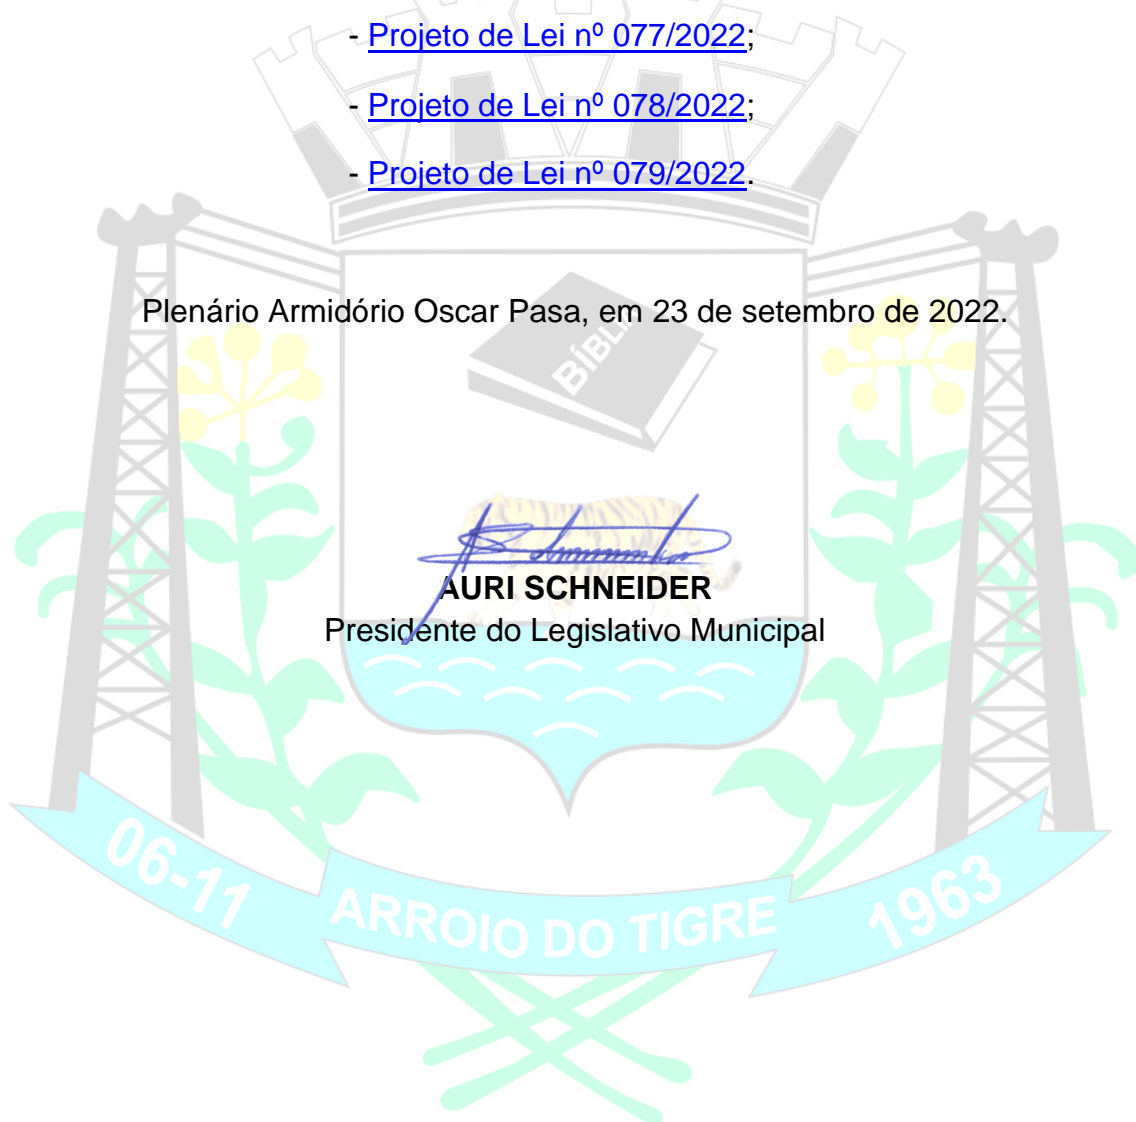 - Projeto de Lei nº 077/2022;
- Projeto de Lei nº 078/2022;
- Projeto de Lei nº 079/2022.
Plenário Armidório Oscar Pasa, em 23 de setembro de 2022.
AURI SCHNEIDER
Presidente do Legislativo Municipal
06-11 ARROIO DO TIGRE 1963